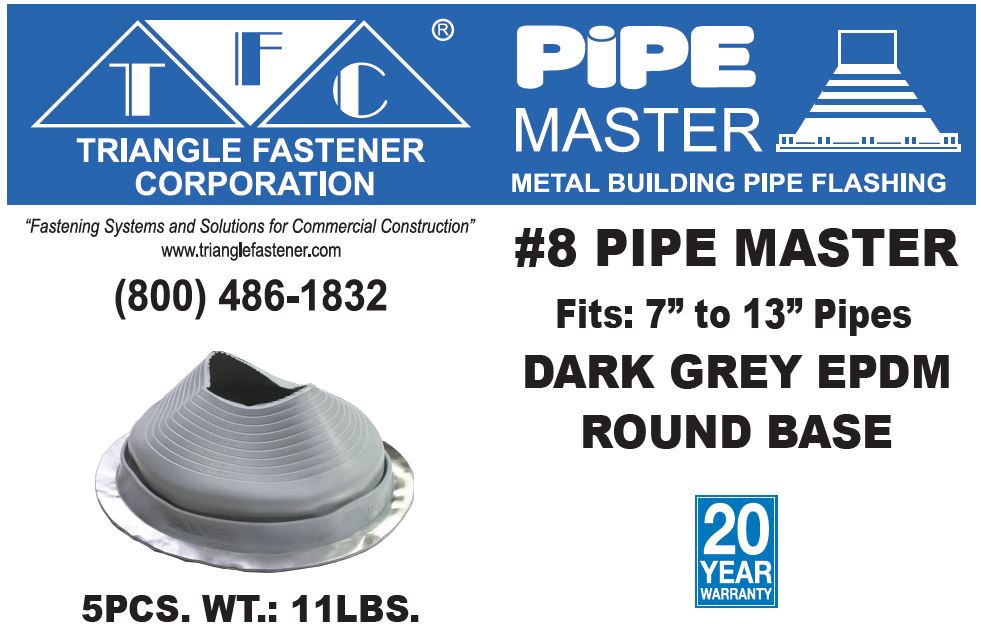 TFC®
TRIANGLE FASTENER
CORPORATION
"Fastening Systems and Solutions for Commercial Construction"
www.trianglefastener.com
(800) 486-1832
5PCS. WT.: 11LBS.
PiPE
MASTER
METAL BUILDING PIPE FLASHING
#8 PIPE MASTER
Fits: 7” to 13” Pipes
DARK GREY EPDM
ROUND BASE
20
YEAR
WARRANTY